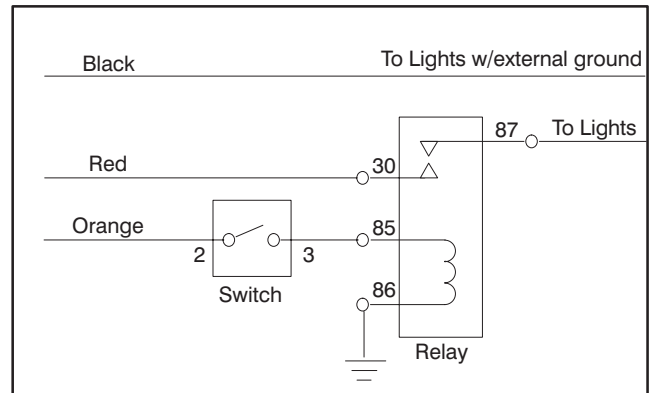 Black
To Lights w/external ground
87
To Lights
Red
30
Orange
85
2
3
Switch
86
Relay